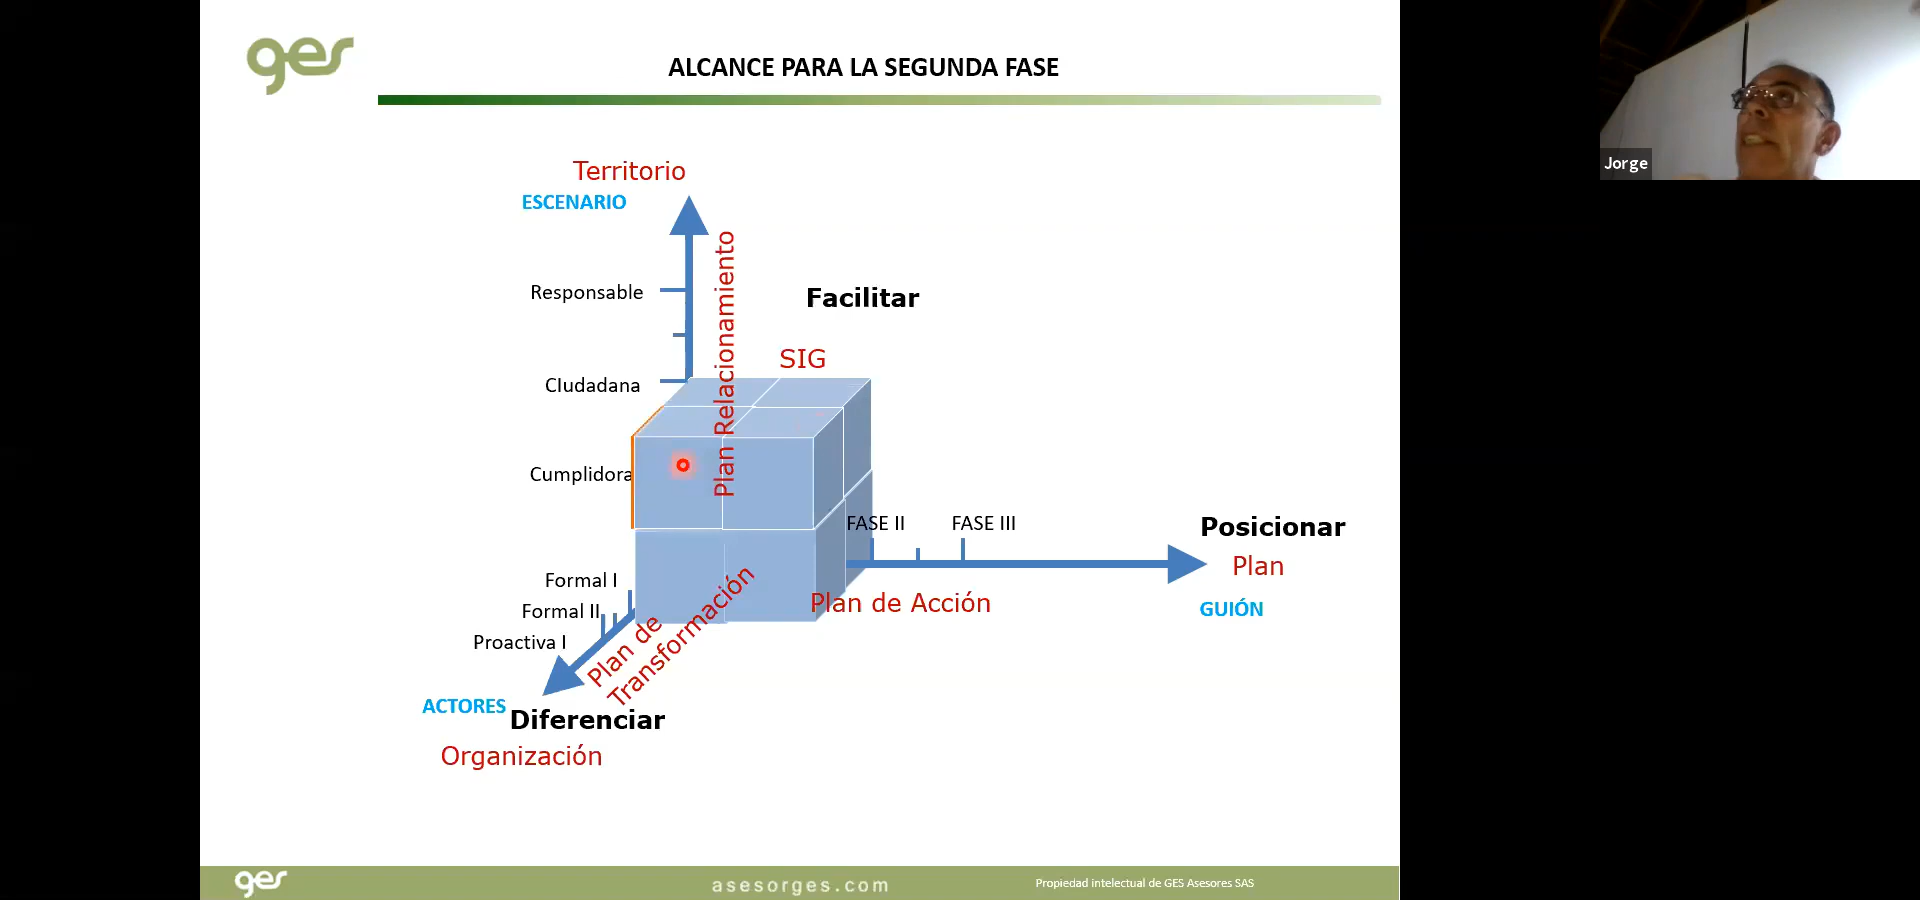 ges
ALCANCE PARA LA SEGUNDA FASE
Jorge
Territorio
ESCENARIO
Plan Relacionamiento
Responsable
Facilitar
SIG
CIudadana
Cumplidora
FASE II
FASE III
Posicionar
Plan
GUIÓN
Plan de Acción
Formal I
Formal II
Proactiva I
Plan de
Transformación
ACTORES
Diferenciar
Organización
ges
asesorges.com
Propiedad intelectual de GES Asesores SAS